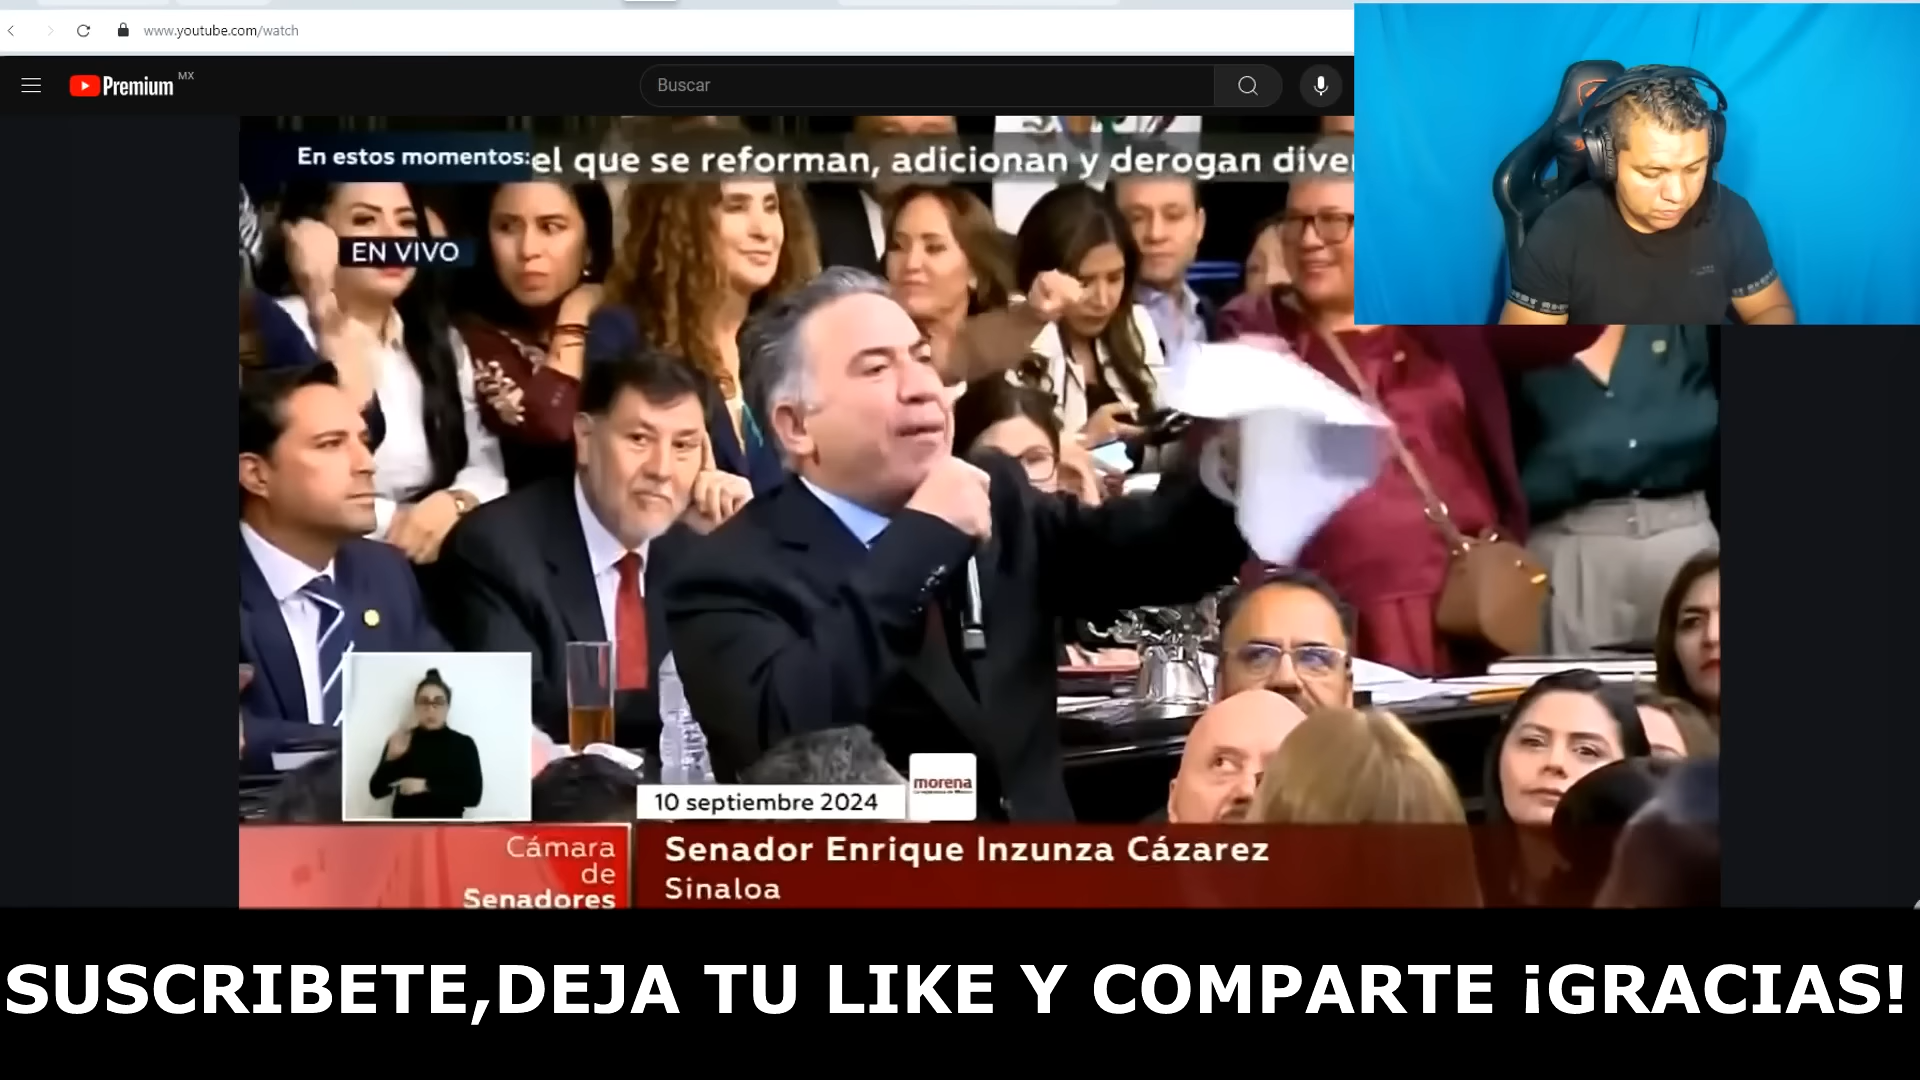 www.youtube.com/watch
Premium MX
Buscar
En estos momentos: el que se reforman, adicionan y derogan diver
EN VIVO
10 septiembre 2024
morena
Cámara
de
Senadores
Senador Enrique Inzunza Cázarez
Sinaloa
SUSCRIBETE,DEJA TU LIKE Y COMPARTE ¡GRACIAS!